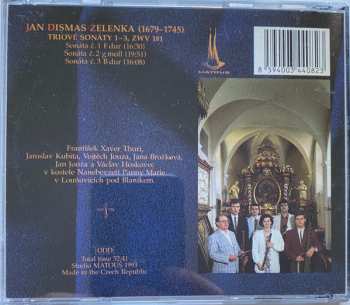 JAN DISMAS ZELENKA (1679-1745)
TRIOVÉ SONÁTY 1-3, ZWV 181
Sonáta č.1 F dur (16:30)
Sonáta č.2 g moll (19:51)
Sonáta č.3 B dur (16:08)
MATOUŠ
8 594003 440823
František Xaver Thuri,
Jaroslav Kubita, Vojtěch Jouza, Jana Brožková,
Jan Jouza a Václav Hoskovec
v kostele Nanebevzetí Panny Marie
v Louňovicích pod Blaníkem.
DDD
Total time 52:41
Studio MATOUŠ 1993
Made in the Czech Republic